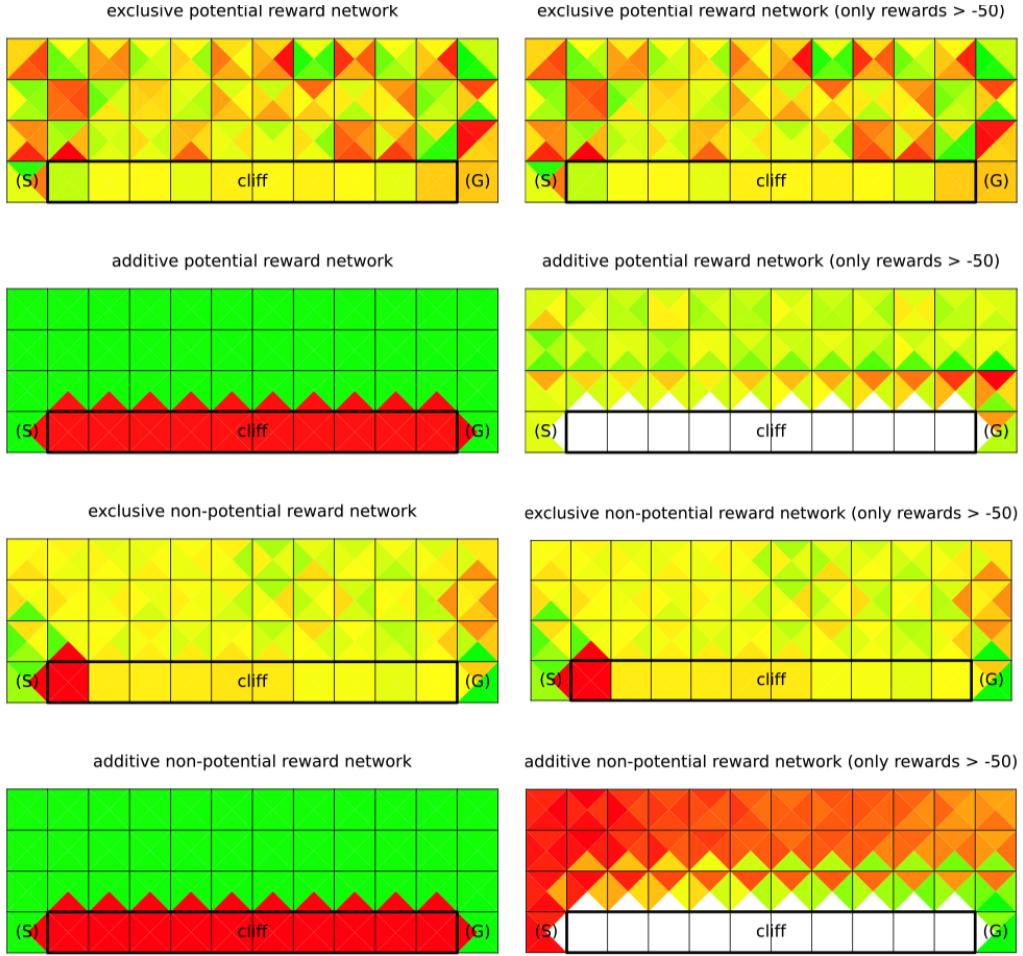 exclusive potential reward network
exclusive potential reward network (only rewards > -50)
(S) cliff (G)
(S) cliff (G)
additive potential reward network
additive potential reward network (only rewards > -50)
(S) cliff (G)
(S) cliff (G)
exclusive non-potential reward network
exclusive non-potential reward network (only rewards > -50)
(S) cliff (G)
(S) cliff (G)
additive non-potential reward network
additive non-potential reward network (only rewards > -50)
(S) cliff (G)
(S) cliff (G)